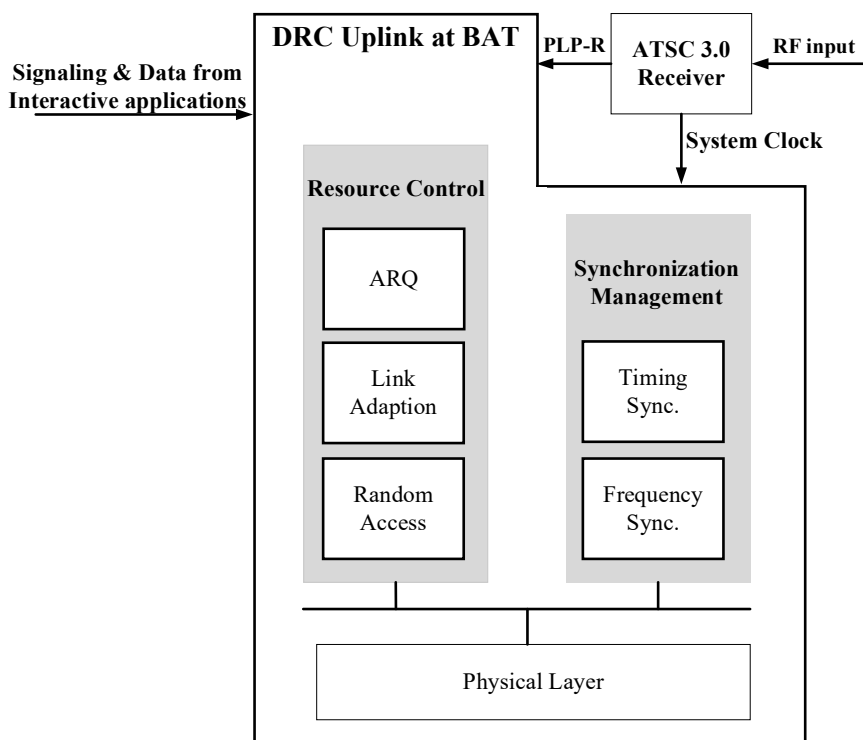 DRC Uplink at BAT
PLP-R
ATSC 3.0
Receiver
RF input
Signaling & Data from
Interactive applications
System Clock
Resource Control
ARQ
Link
Adaption
Random
Access
Synchronization
Management
Timing
Sync.
Frequency
Sync.
Physical Layer